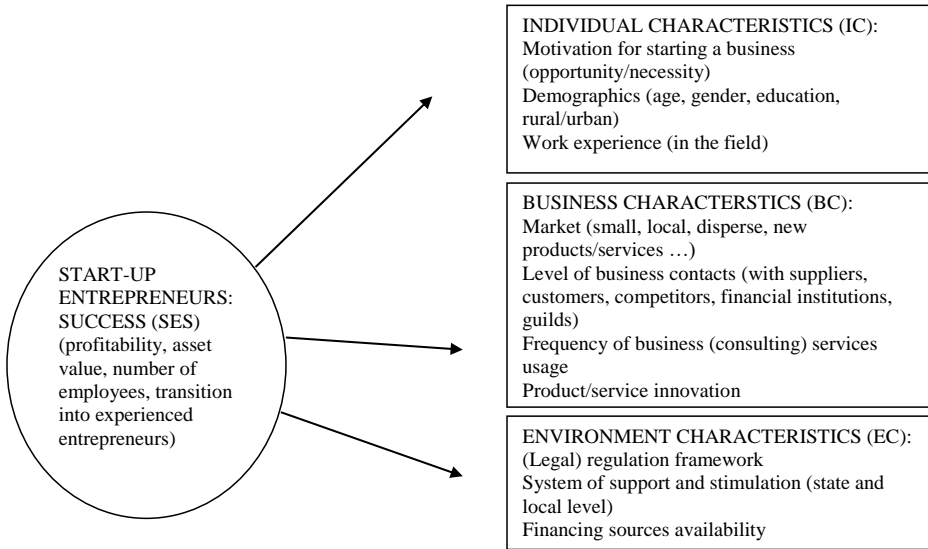 INDIVIDUAL CHARACTERISTICS (IC):
Motivation for starting a business
(opportunity/necessity)
Demographics (age, gender, education,
rural/urban)
Work experience (in the field)
BUSINESS CHARACTERSTICS (BC):
Market (small, local, disperse, new
products/services …)
Level of business contacts (with suppliers,
customers, competitors, financial institutions,
guilds)
Frequency of business (consulting) services
usage
Product/service innovation
START-UP
ENTREPRENEURS:
SUCCESS (SES)
(profitability, asset
value, number of
employees, transition
into experienced
entrepreneurs)
ENVIRONMENT CHARACTERISTICS (EC):
(Legal) regulation framework
System of support and stimulation (state and
local level)
Financing sources availability